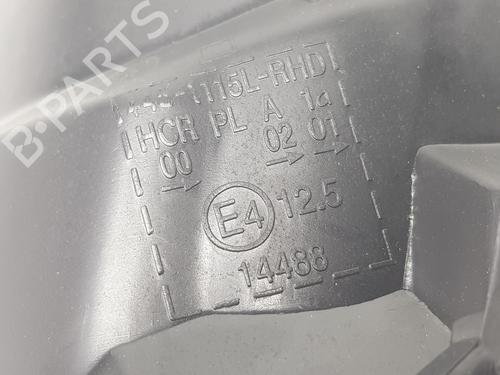 1115L-RHD
HCR PL A 1a
00 → 02 01 →
E4 12.5
14488
B-PARTS